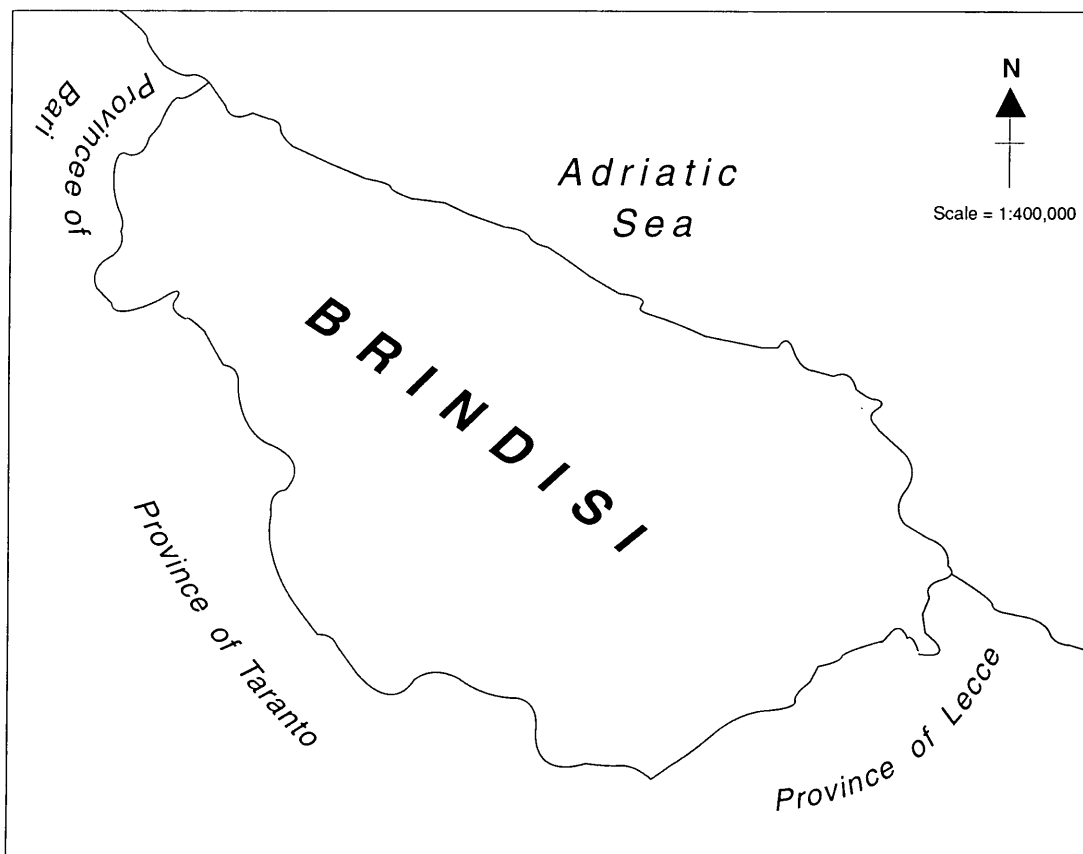 N
Scale = 1:400,000
Adriatic
Sea
Provincee of
Bari
BRINDISI
Province of Taranto
Province of Lecce